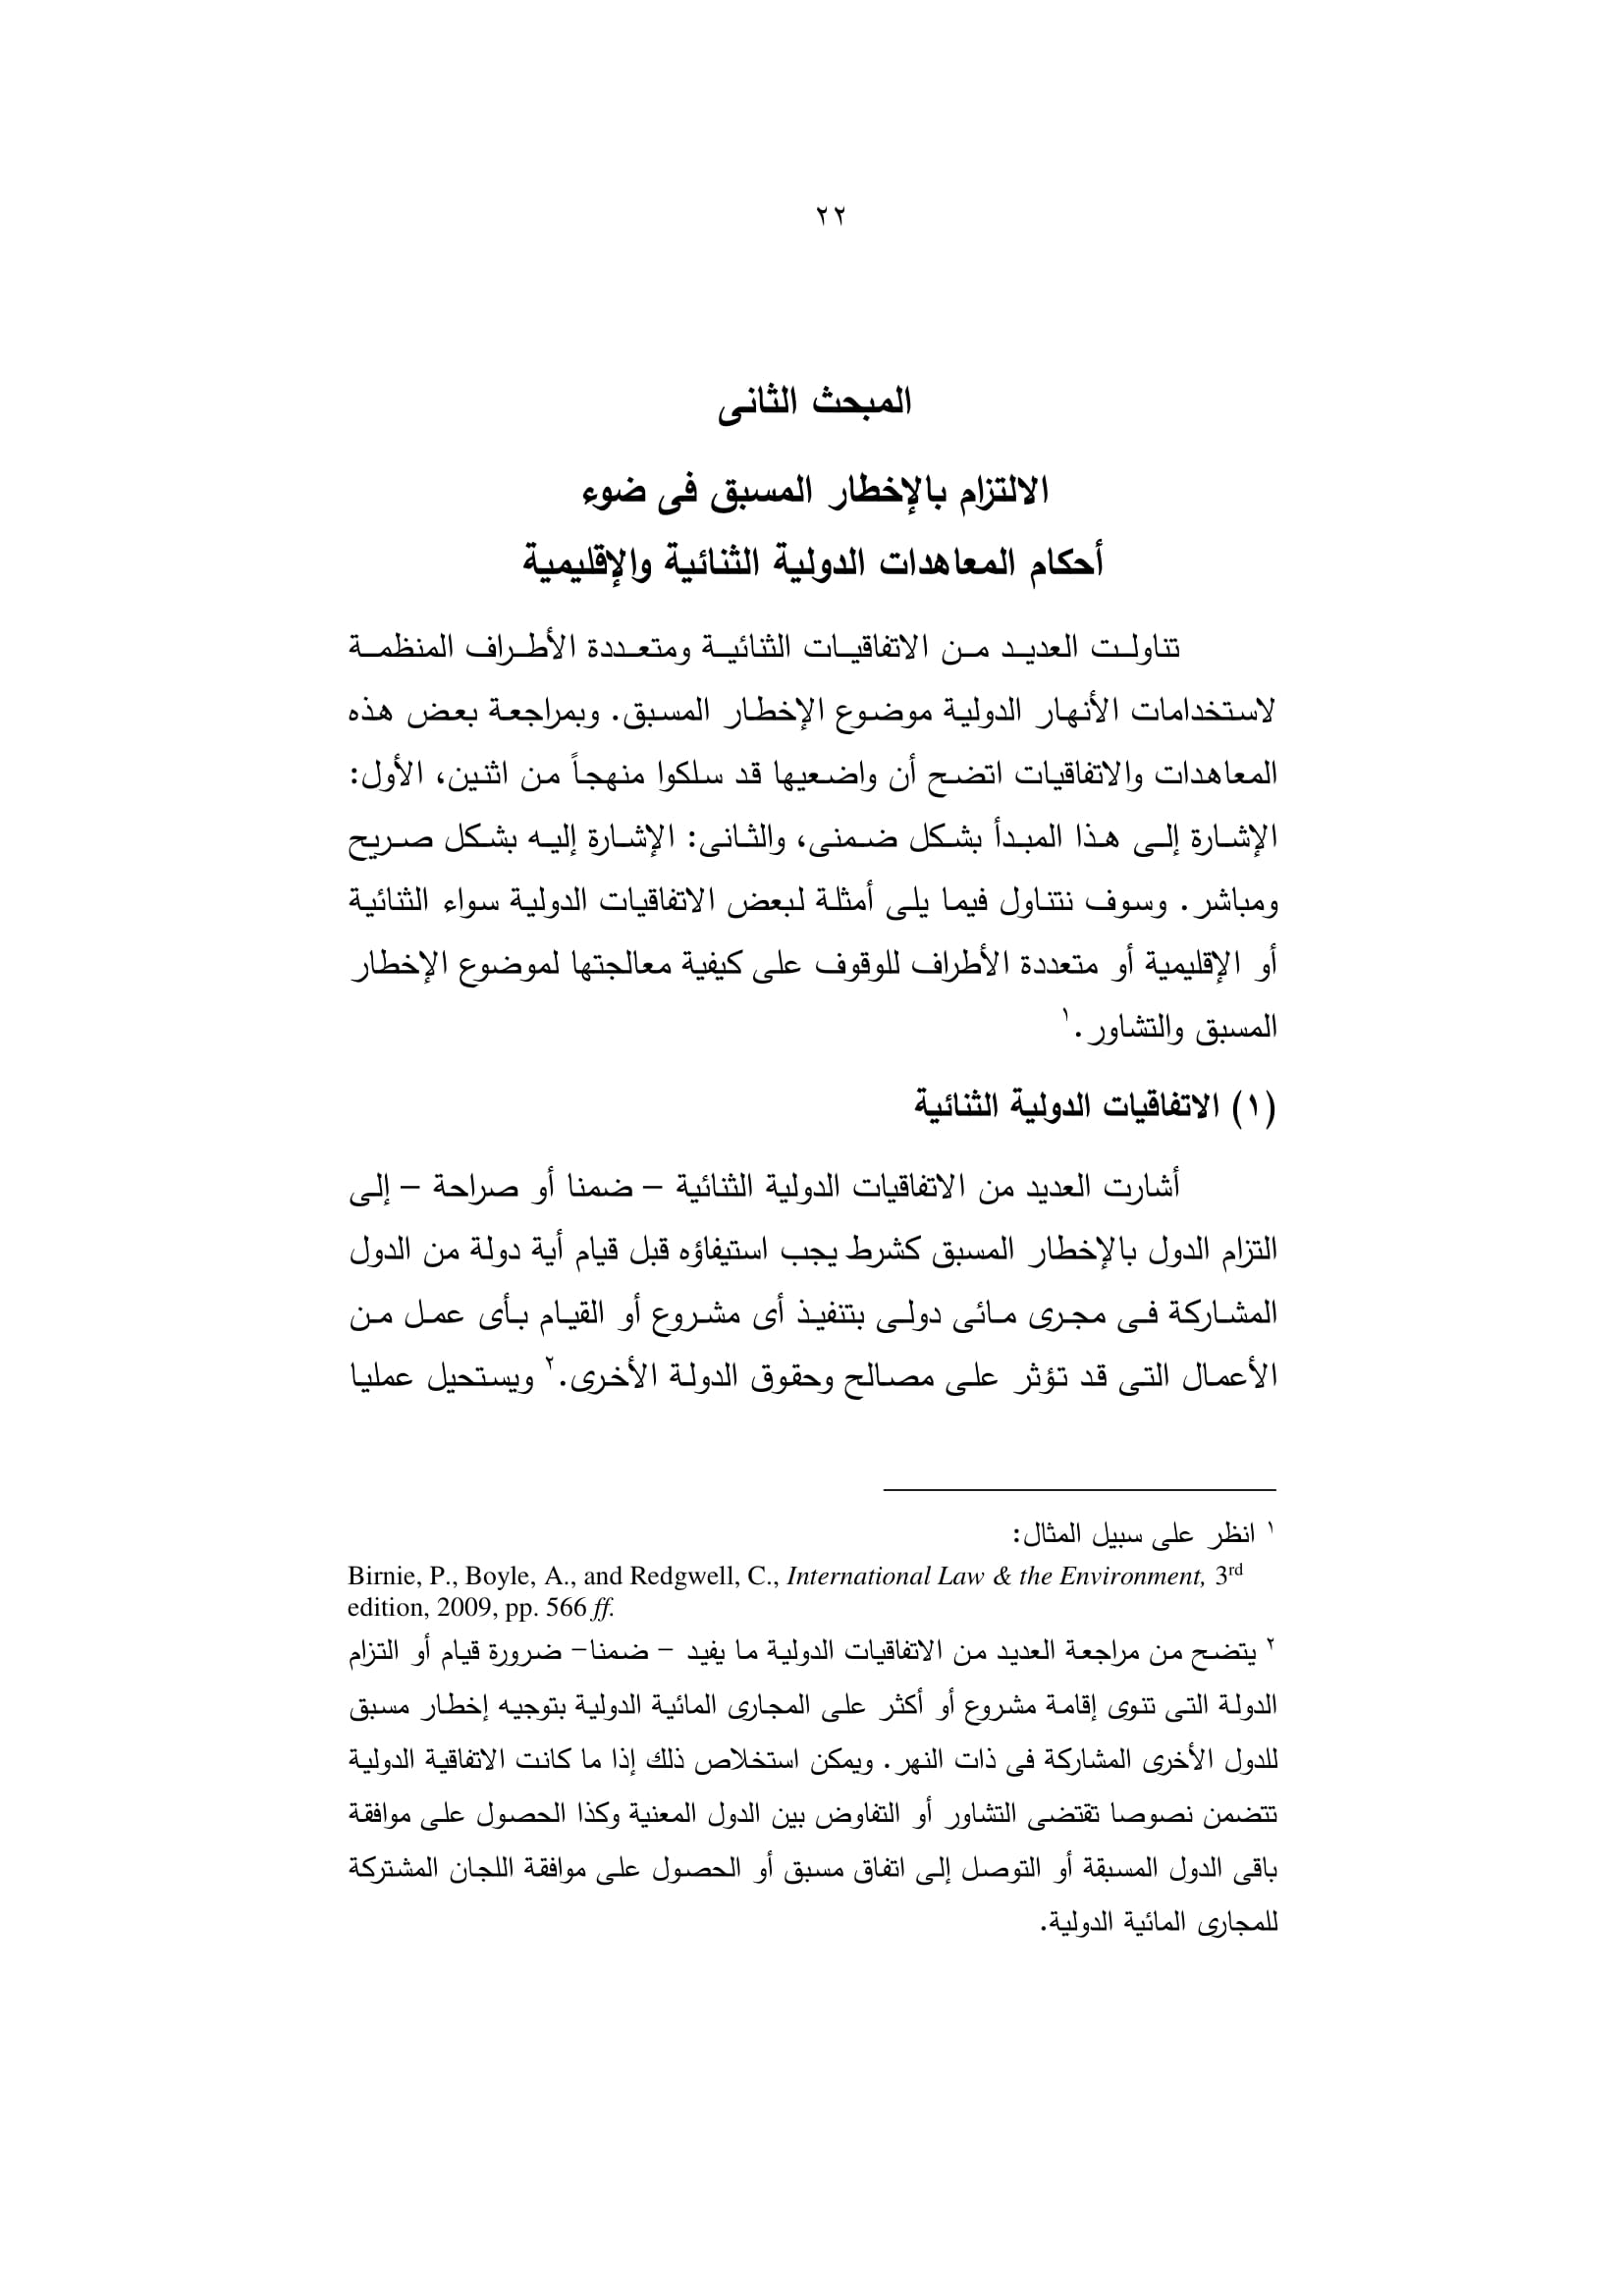 ٢٢
المبحث الثانى
الالتزام بالإخطار المسبق فى ضوء
أحكام المعاهدات الدولية الثنائية والإقليمية
تناولت العديد من الاتفاقيات الثنائية ومتعددة الأطراف المنظمة
لاستخدامات الأنهار الدولية موضوع الإخطار المسبق. وبمراجعة بعض هذه
المعاهدات والاتفاقيات اتضح أن واضعيها قد سلكوا منهجاً من اثنين، الأول:
الإشارة إلى هذا المبدأ بشكل ضمنى، والثانى: الإشارة إليه بشكل صريح
ومباشر. وسوف نتناول فيما يلى أمثلة لبعض الاتفاقيات الدولية سواء الثنائية
أو الإقليمية أو متعددة الأطراف للوقوف على كيفية معالجتها لموضوع الإخطار
المسبق والتشاور.١
(١) الاتفاقيات الدولية الثنائية
أشارت العديد من الاتفاقيات الدولية الثنائية – ضمنا أو صراحة – إلى
التزام الدول بالإخطار المسبق كشرط يجب استيفاؤه قبل قيام أية دولة من الدول
المشاركة فى مجرى مائى دولى بتنفيذ أى مشروع أو القيام بأى عمل من
الأعمال التى قد تؤثر على مصالح وحقوق الدولة الأخرى.٢ ويستحيل عمليا
١ انظر على سبيل المثال:
Birnie, P., Boyle, A., and Redgwell, C., International Law & the Environment, 3rd
edition, 2009, pp. 566 ff.
٢ يتضح من مراجعة العديد من الاتفاقيات الدولية ما يفيد – ضمنا– ضرورة قيام أو التزام
الدولة التى تنوى إقامة مشروع أو أكثر على المجارى المائية الدولية بتوجيه إخطار مسبق
للدول الأخرى المشاركة فى ذات النهر. ويمكن استخلاص ذلك إذا ما كانت الاتفاقية الدولية
تتضمن نصوصا تقتضى التشاور أو التفاوض بين الدول المعنية وكذا الحصول على موافقة
باقى الدول المسبقة أو التوصل إلى اتفاق مسبق أو الحصول على موافقة اللجان المشتركة
للمجارى المائية الدولية.